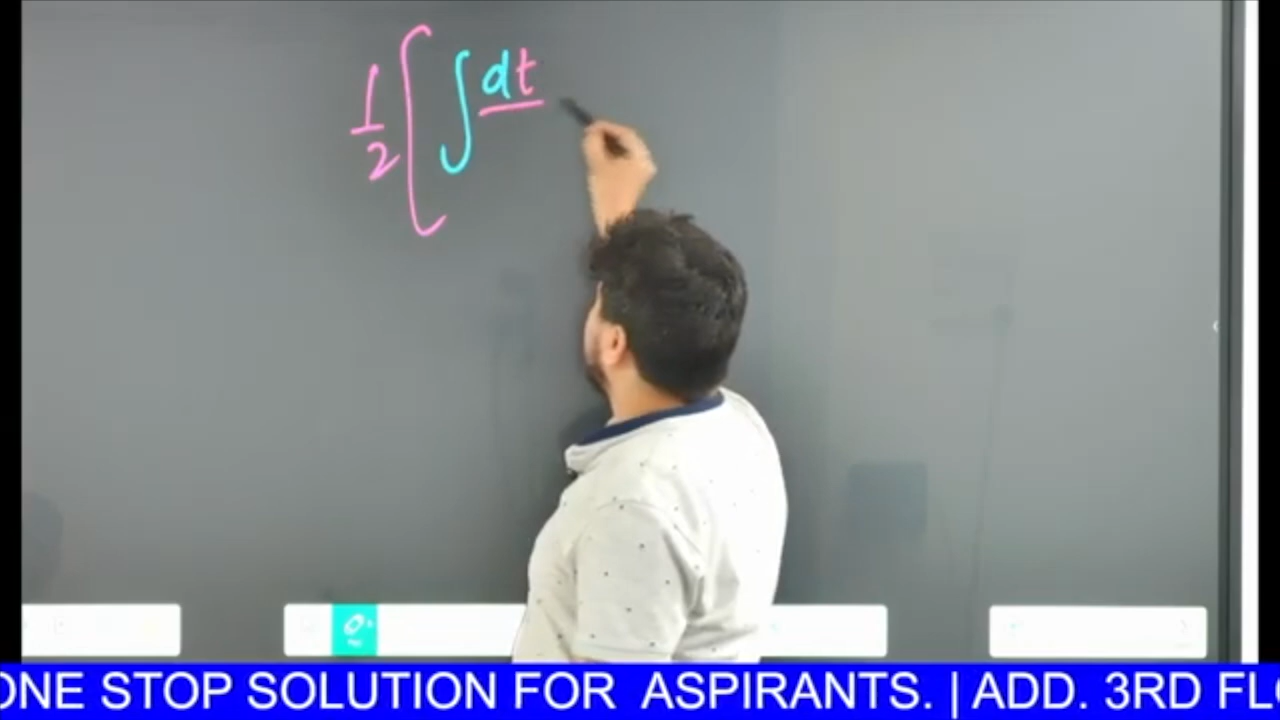 1/2 [ ∫ dt
ONE STOP SOLUTION FOR ASPIRANTS. | ADD. 3RD FL